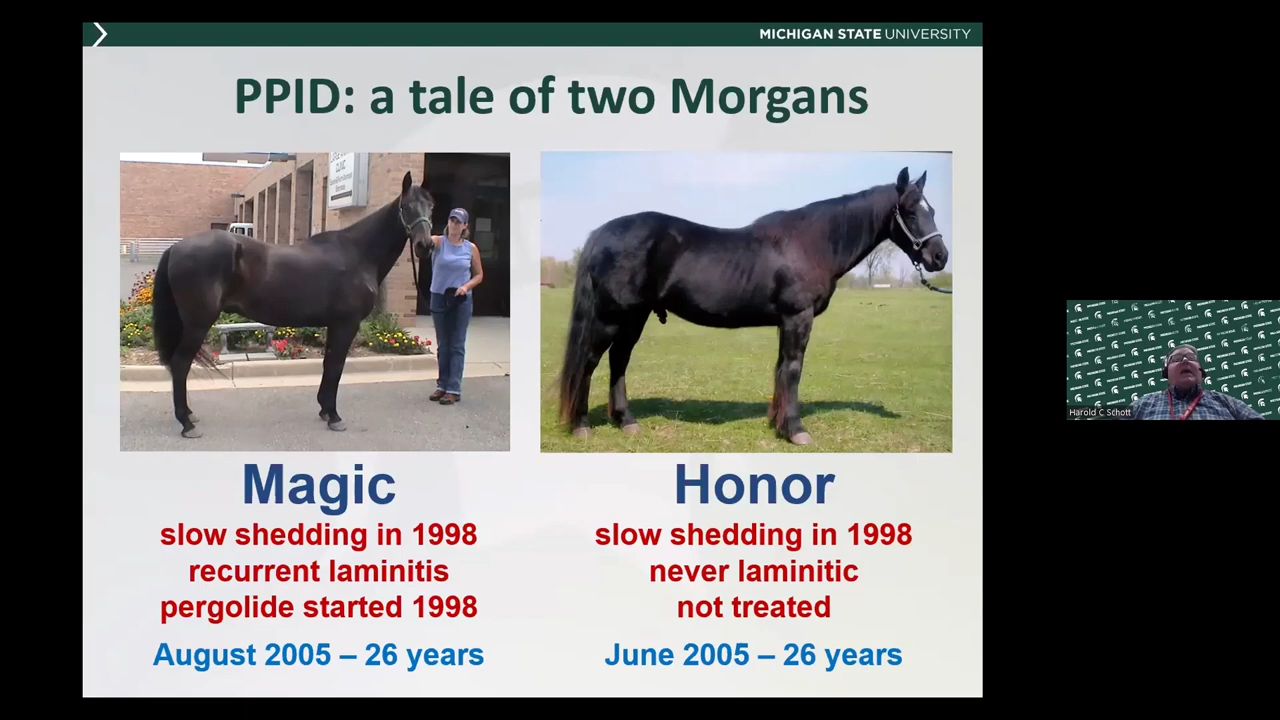 MICHIGAN STATE UNIVERSITY
PPID: a tale of two Morgans
Magic
slow shedding in 1998
recurrent laminitis
pergolide started 1998
August 2005 – 26 years
Honor
slow shedding in 1998
never laminitic
not treated
June 2005 – 26 years
Harold C Schott